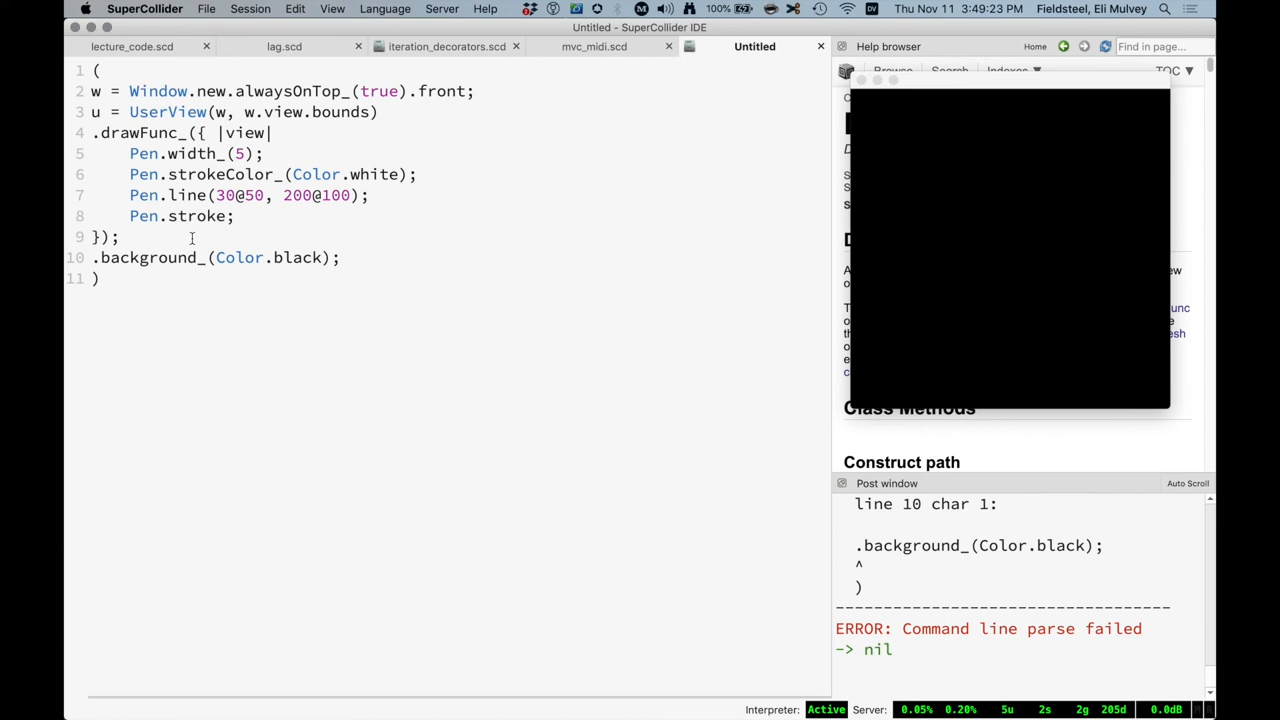 SuperCollider File Session Edit View Language Server Help 100% Thu Nov 11 3:49:23 PM Fieldsteel, Eli Mulvey
Untitled - SuperCollider IDE
lecture_code.scd lag.scd iteration_decorators.scd mvc_midi.scd Untitled
Help browser Home Find in page...
Browse Search Indexes ▼ TOC ▼
1 (
2 w = Window.new.alwaysOnTop_(true).front;
3 u = UserView(w, w.view.bounds)
4 .drawFunc_({ |view|
5 Pen.width_(5);
6 Pen.strokeColor_(Color.white);
7 Pen.line(30@50, 200@100);
8 Pen.stroke;
9 });
10 .background_(Color.black);
11 )
Class Methods
Construct path
Post window Auto Scroll
line 10 char 1:
.background_(Color.black);
^
)
-----------------------------------
ERROR: Command line parse failed
-> nil
Interpreter: Active Server: 0.05% 0.20% 5u 2s 2g 205d 0.0dB